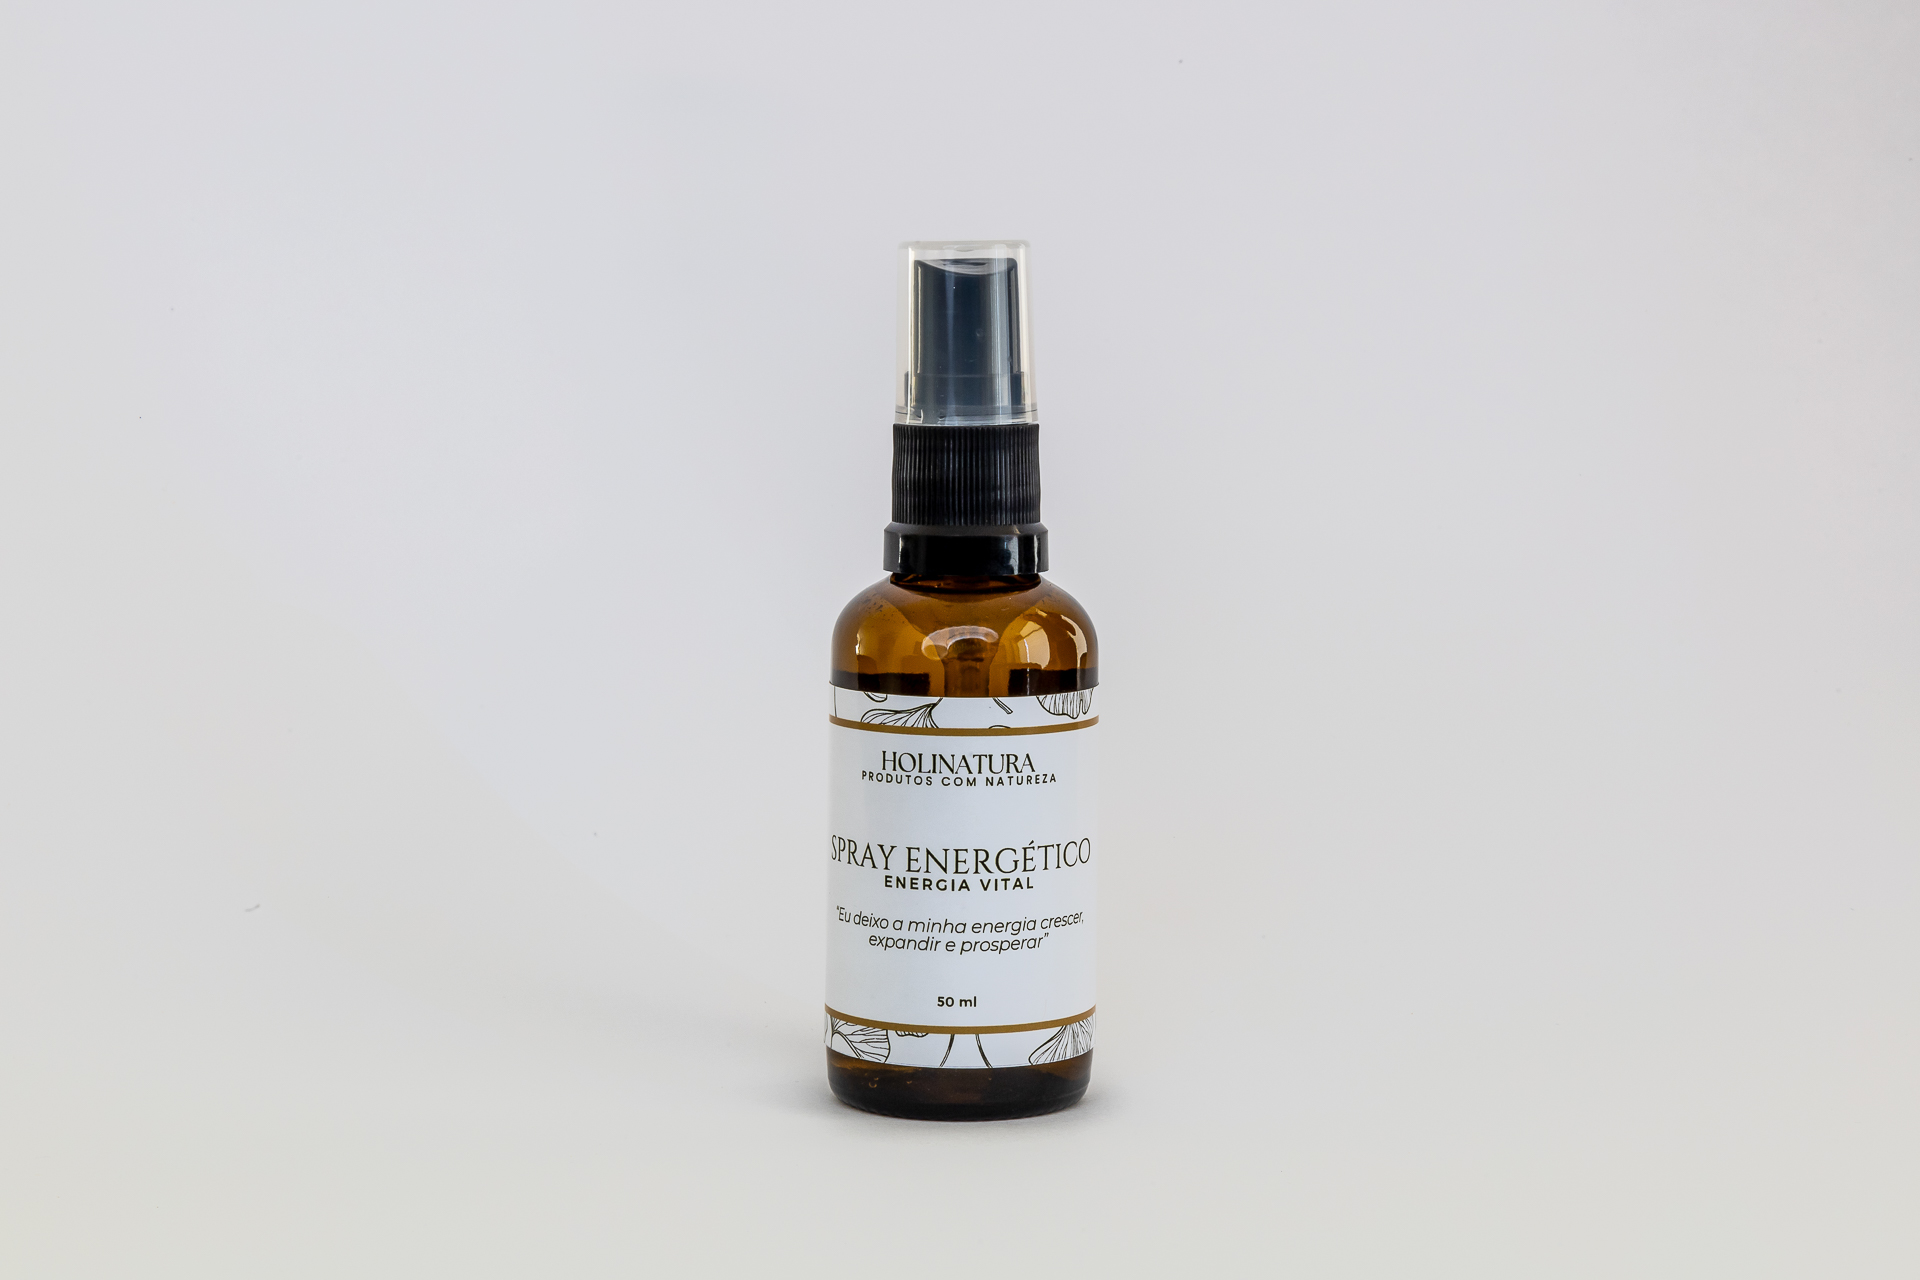 HOLINATURA
PRODUTOS COM NATUREZA
SPRAY ENERGÉTICO
ENERGIA VITAL
"Eu deixo a minha energia crescer,
expandir e prosperar"
50 ml